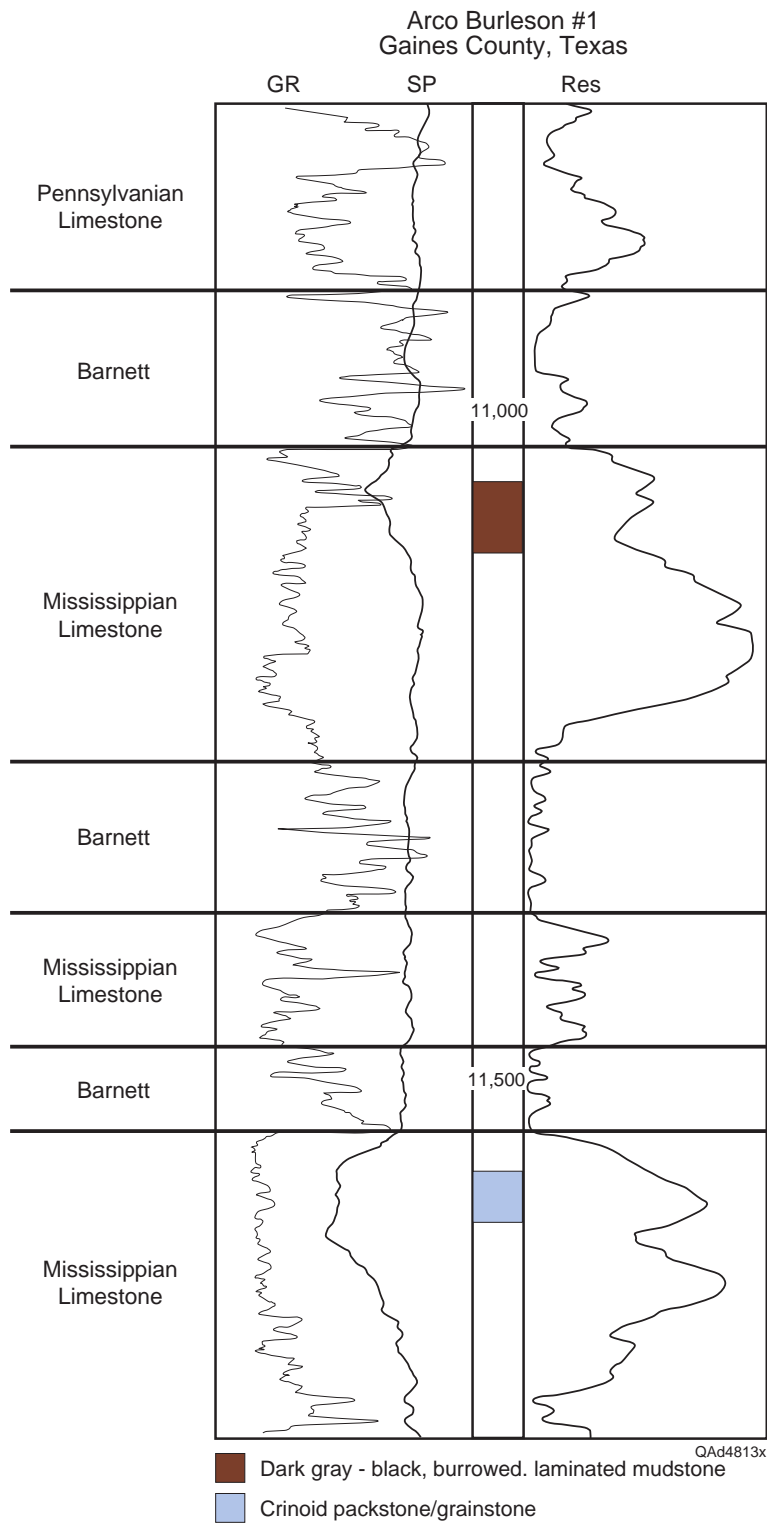 Arco Burleson #1
Gaines County, Texas
GR
SP
Res
Pennsylvanian
Limestone
Barnett
11,000
Mississippian
Limestone
Barnett
Mississippian
Limestone
Barnett
11,500
Mississippian
Limestone
QAd4813x
Dark gray - black, burrowed. laminated mudstone
Crinoid packstone/grainstone